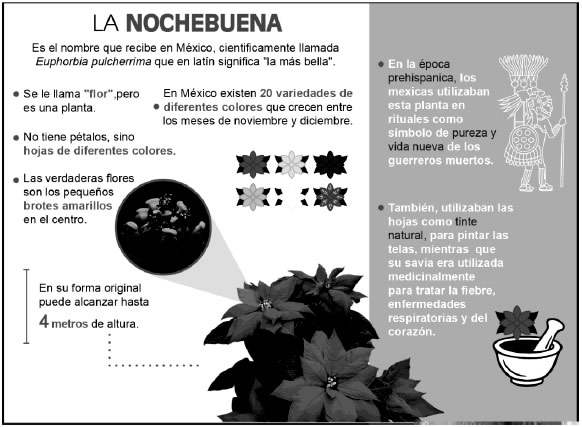 LA NOCHEBUENA
Es el nombre que recibe en México, cientificamente llamada
Euphorbia pulcherrima que en latín significa "la más bella".
Se le llama "flor",pero
es una planta.
No tiene pétalos, sino
hojas de diferentes colores.
Las verdaderas flores
son los pequeños
brotes amarillos
en el centro.
En su forma original
puede alcanzar hasta
4 metros de altura.
En México existen 20 variedades de
diferentes colores que crecen entre
los meses de noviembre y diciembre.
En la época
prehispanica, los
mexicas utilizaban
esta planta en
rituales como
simbolo de pureza y
vida nueva de los
guerreros muertos.
También, utilizaban las
hojas como tinte
natural, para pintar las
telas, mientras que
su savia era utilizada
medicinalmente
para tratar la fiebre,
enfermedades
respiratorias y del
corazón.